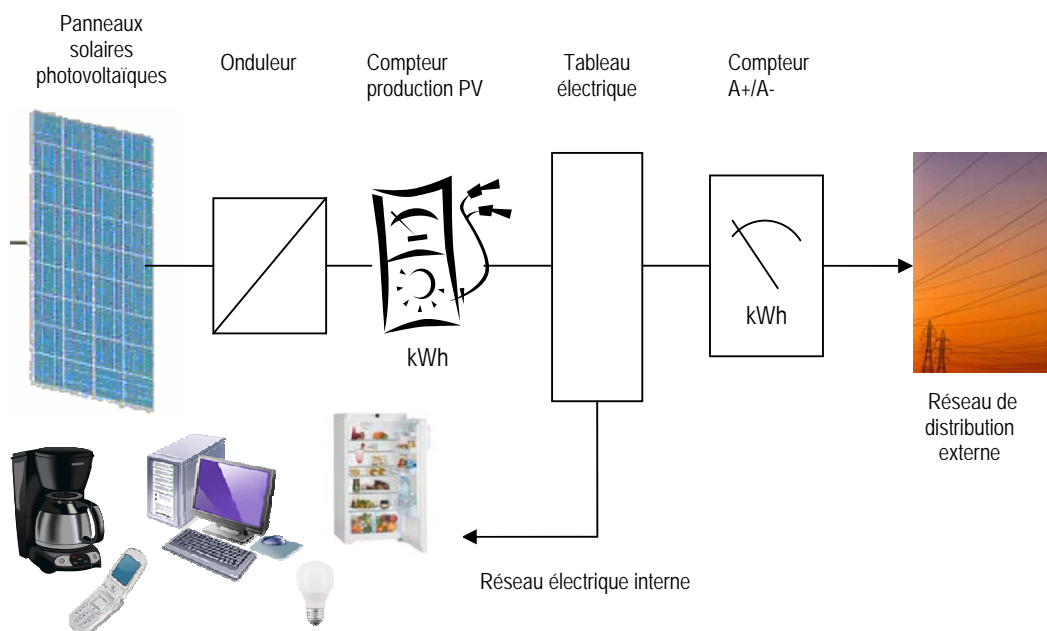 Panneaux
solaires
photovoltaïques
Onduleur
Compteur
production PV
Tableau
électrique
Compteur
A+/A-
kWh
kWh
Réseau de
distribution
externe
Réseau électrique interne